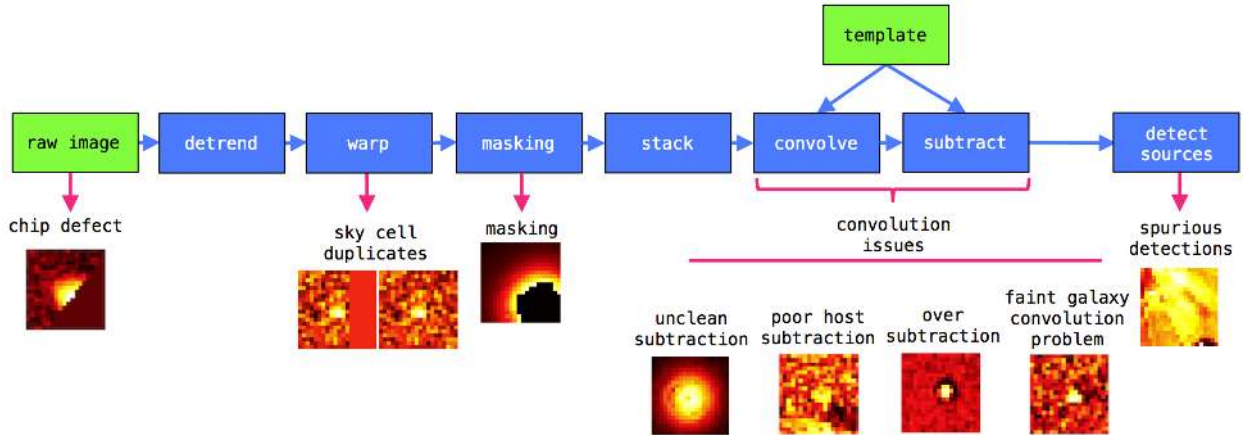 template
raw image
detrend
warp
masking
stack
convolve
subtract
detect
sources
chip defect
sky cell
duplicates
masking
convolution
issues
spurious
detections
unclean
subtraction
poor host
subtraction
over
subtraction
faint galaxy
convolution
problem